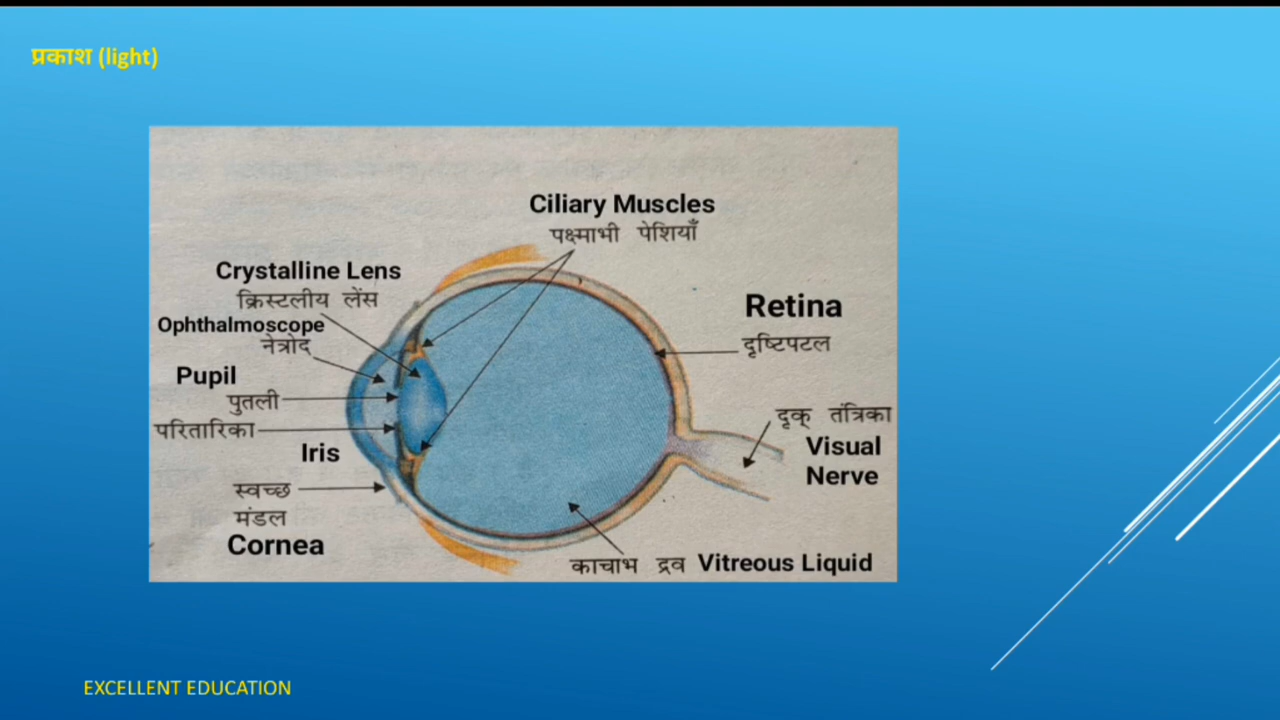 प्रकाश (light)
Ciliary Muscles
पक्ष्माभी पेशियाँ
Crystalline Lens
क्रिस्टलीय लेंस
Ophthalmoscope
नेत्रोद
Pupil
पुतली
परितारिका
Iris
स्वच्छ
मंडल
Cornea
Retina
दृष्टिपटल
दृक् तंत्रिका
Visual
Nerve
काचाभ द्रव Vitreous Liquid
EXCELLENT EDUCATION